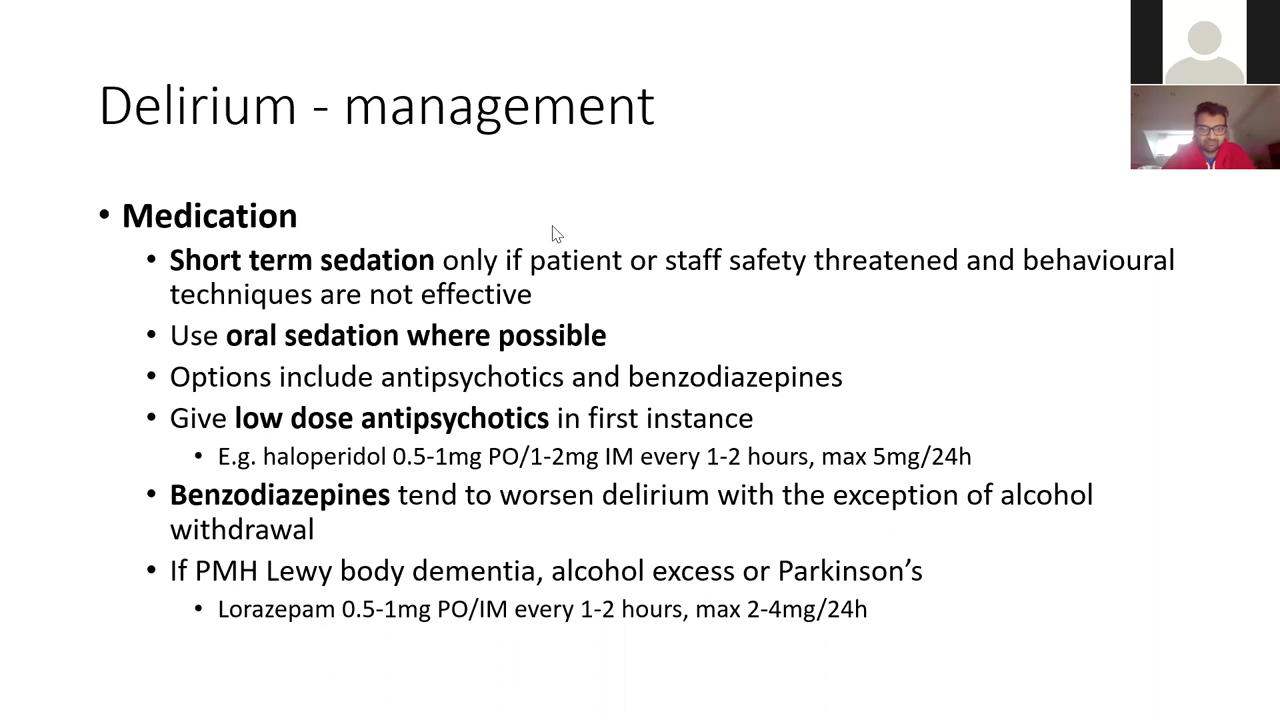 Delirium - management
• Medication
• Short term sedation only if patient or staff safety threatened and behavioural
techniques are not effective
• Use oral sedation where possible
• Options include antipsychotics and benzodiazepines
• Give low dose antipsychotics in first instance
• E.g. haloperidol 0.5-1mg PO/1-2mg IM every 1-2 hours, max 5mg/24h
• Benzodiazepines tend to worsen delirium with the exception of alcohol
withdrawal
• If PMH Lewy body dementia, alcohol excess or Parkinson’s
• Lorazepam 0.5-1mg PO/IM every 1-2 hours, max 2-4mg/24h